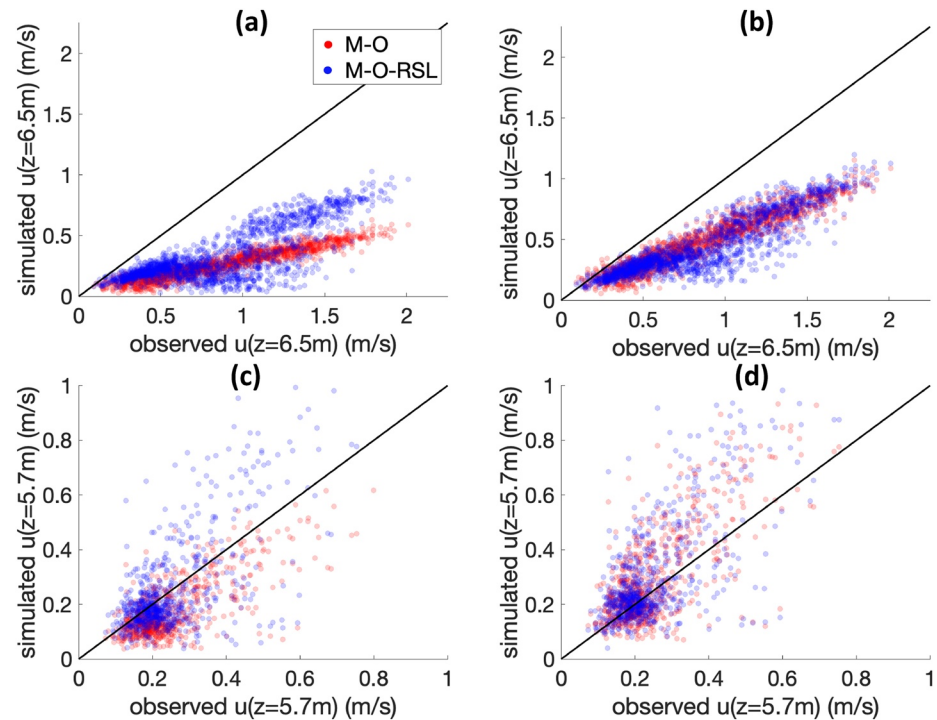 (a)
simulated u(z=6.5m) (m/s)
2
1.5
1
0.5
0
M-O
M-O-RSL
0 0.5 1 1.5 2
observed u(z=6.5m) (m/s)
(b)
simulated u(z=6.5m) (m/s)
2
1.5
1
0.5
0
0 0.5 1 1.5 2
observed u(z=6.5m) (m/s)
(c)
simulated u(z=5.7m) (m/s)
1
0.8
0.6
0.4
0.2
0
0 0.2 0.4 0.6 0.8 1
observed u(z=5.7m) (m/s)
(d)
simulated u(z=5.7m) (m/s)
1
0.8
0.6
0.4
0.2
0
0 0.2 0.4 0.6 0.8 1
observed u(z=5.7m) (m/s)